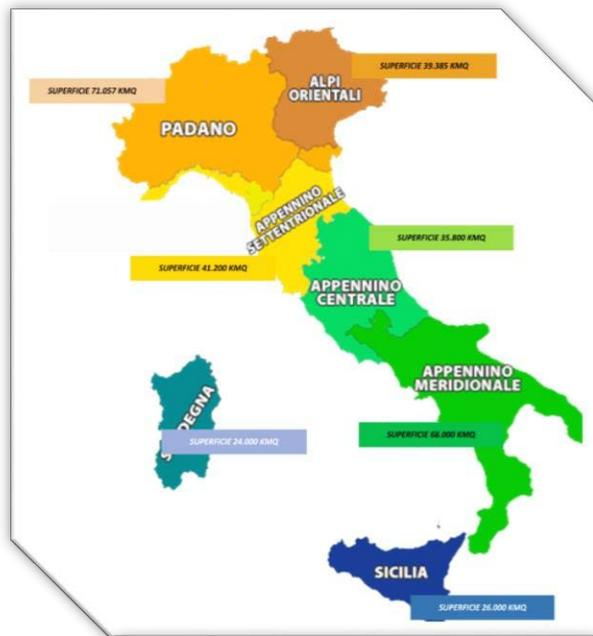 SUPERFICIE 39.385 KMQ
ALPI
ORIENTALI
SUPERFICIE 71.057 KMQ
PADANO
APPENNINO
SETTENTRIONALE
SUPERFICIE 35.800 KMQ
SUPERFICIE 41.200 KMQ
APPENNINO
CENTRALE
APPENNINO
MERIDIONALE
SUPERFICIE 24.000 KMQ
SUPERFICIE 68.000 KMQ
SICILIA
SUPERFICIE 26.000 KMQ